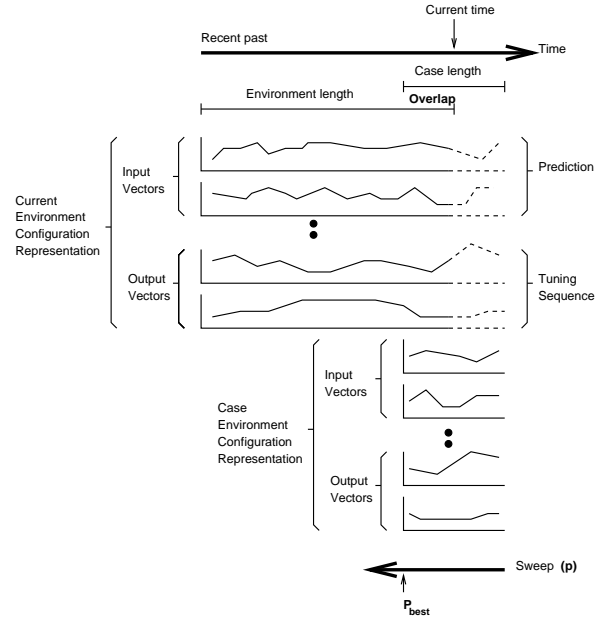 Current time
Recent past
Time
Case length
Environment length
Overlap
Input
Vectors
Prediction
Current
Environment
Configuration
Representation
Output
Vectors
Tuning
Sequence
Input
Vectors
Case
Environment
Configuration
Representation
Output
Vectors
Sweep (p)
Pbest